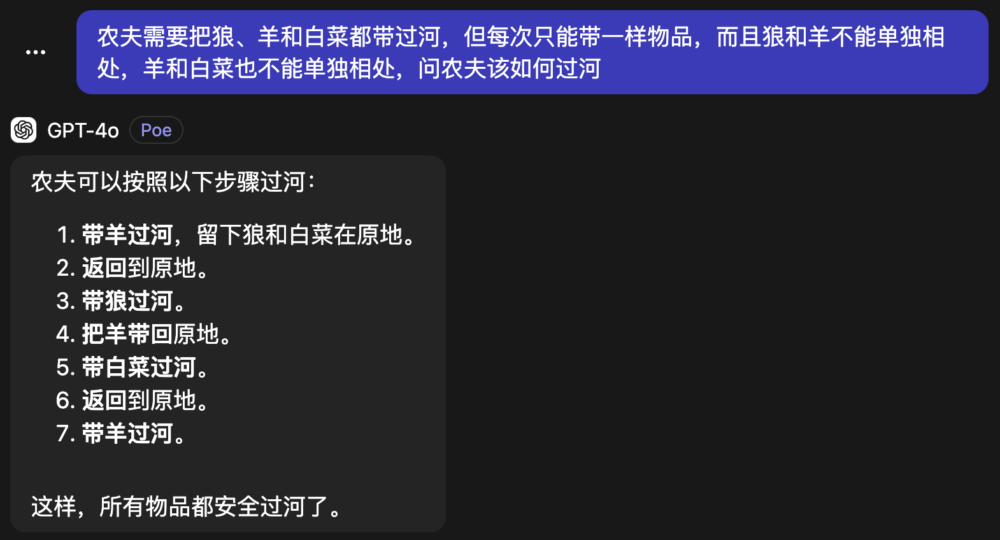 农夫需要把狼、羊和白菜都带过河，但每次只能带一样物品，而且狼和羊不能单独相
处，羊和白菜也不能单独相处，问农夫该如何过河
GPT-4o Poe
农夫可以按照以下步骤过河：
1. 带羊过河，留下狼和白菜在原地。
2. 返回到原地。
3. 带狼过河。
4. 把羊带回原地。
5. 带白菜过河。
6. 返回到原地。
7. 带羊过河。
这样，所有物品都安全过河了。